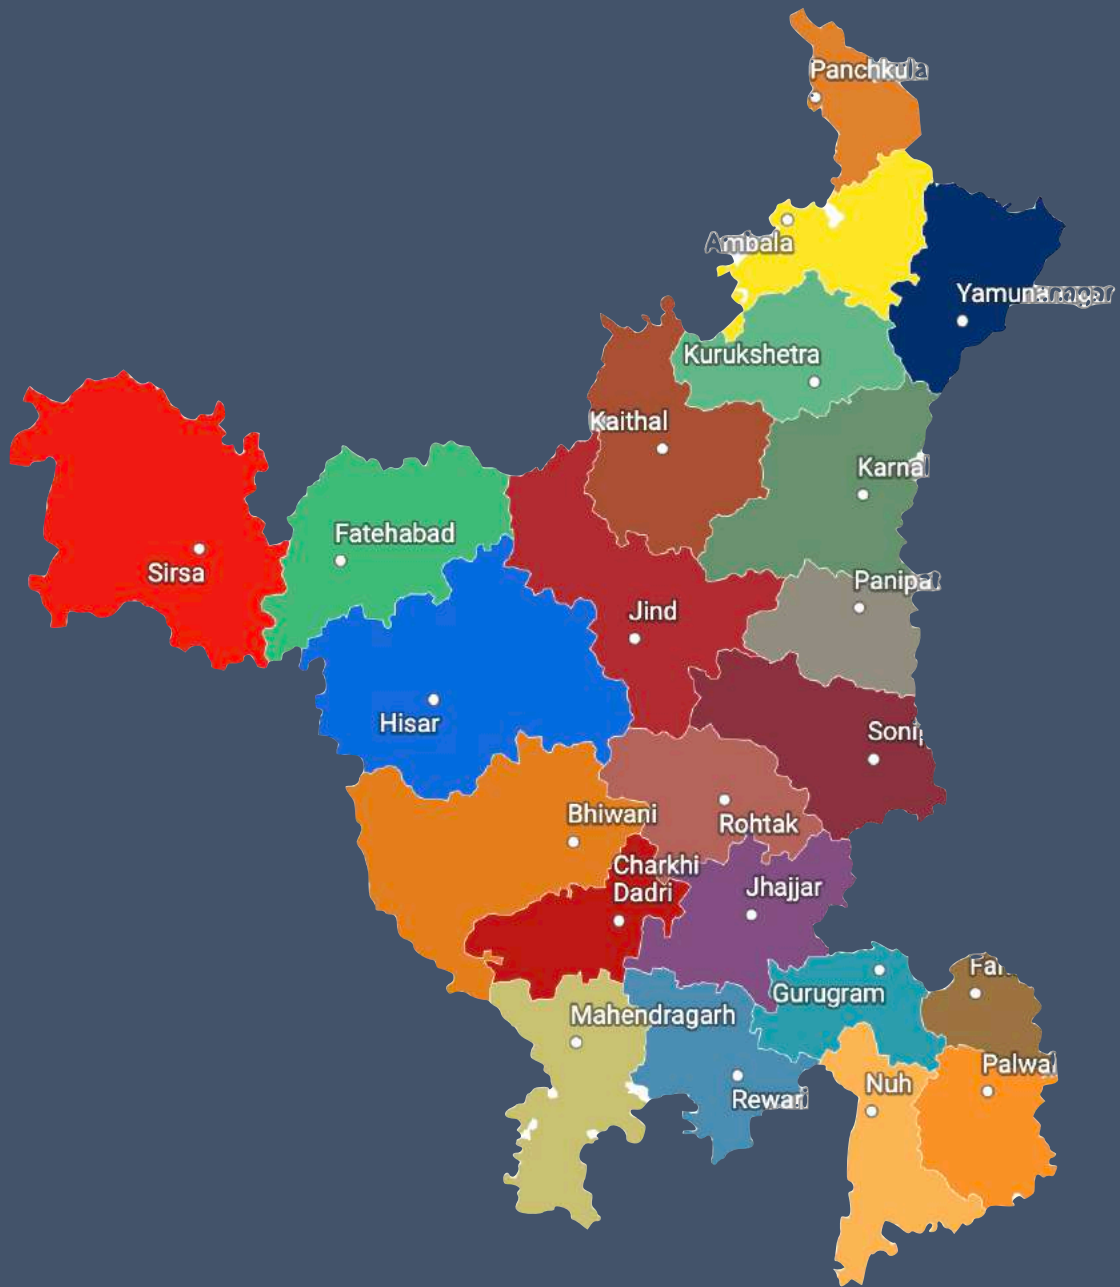 Panchkula
Ambala
Yamunanagar
Kurukshetra
Kaithal
Karnal
Fatehabad
Sirsa
Panipat
Jind
Hisar
Soni
Bhiwani
Rohtak
Charkhi
Dadri
Jhajjar
Gurugram
Mahendragarh
Palwal
Nuh
Rewari